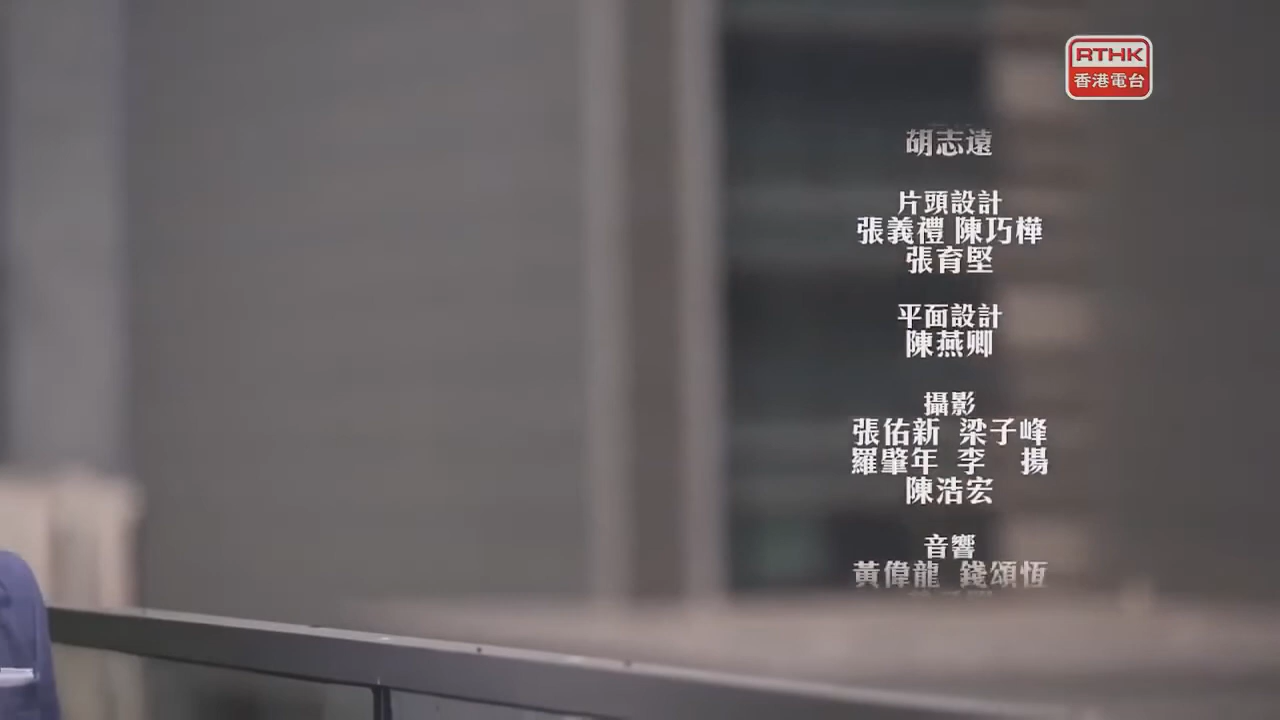 RTHK
香港電台
胡志遠
片頭設計
張義禮 陳巧樺
張育堅
平面設計
陳燕卿
攝影
張佑新 梁子峰
羅肇年 李 揚
陳浩宏
音響
黃偉龍 錢頌恆